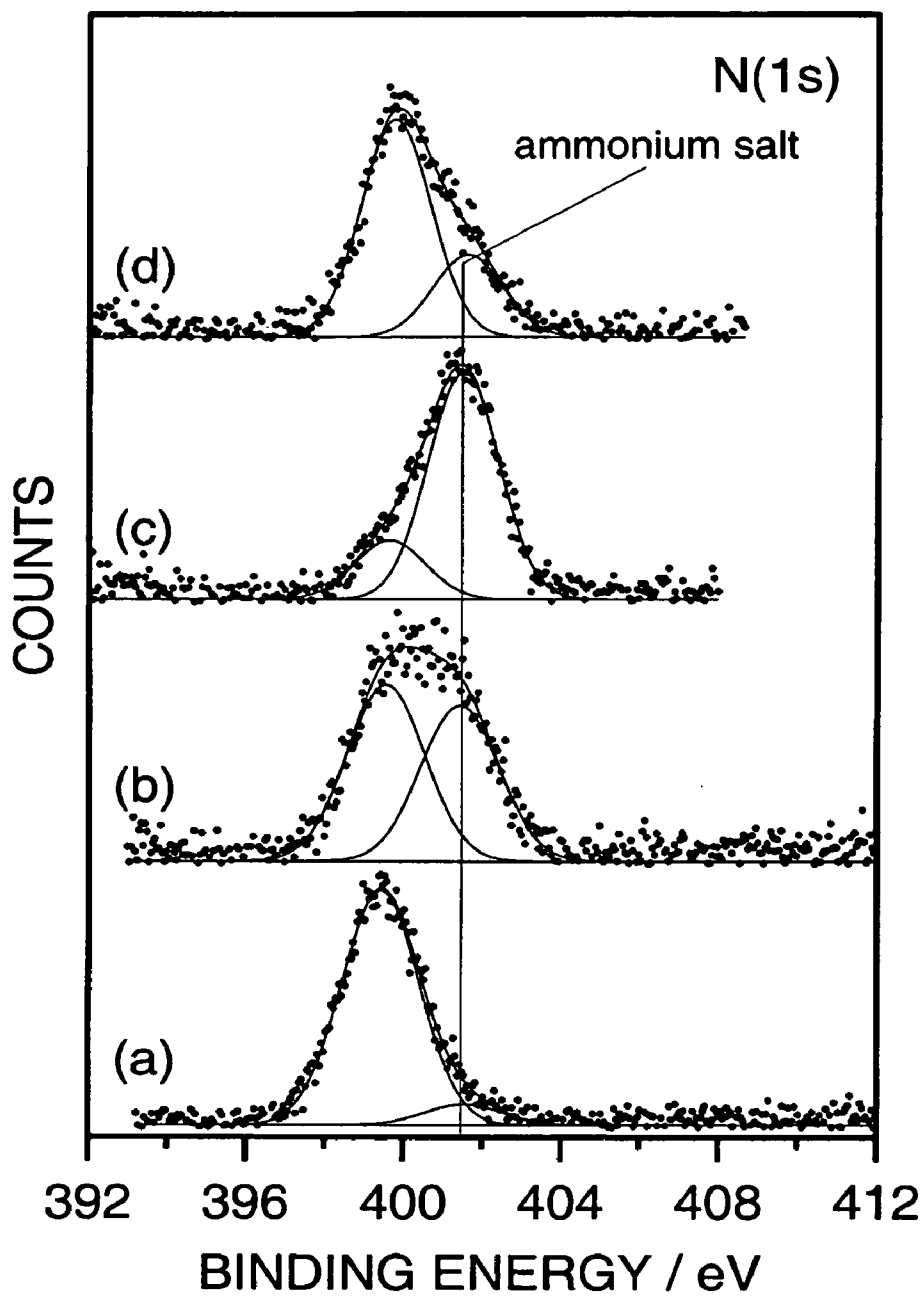 N(1s)
ammonium salt
(d)
(c)
(b)
(a)
COUNTS
392 396 400 404 408 412
BINDING ENERGY / eV